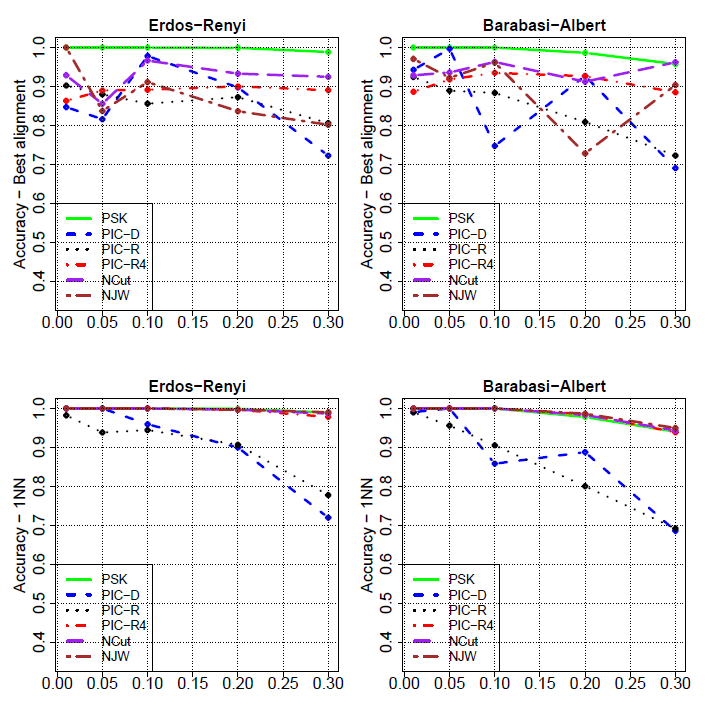 Erdos−Renyi
Accuracy − Best alignment
1.0
0.9
0.8
0.7
0.6
0.5
0.4
PSK
PIC−D
PIC−R
PIC−R4
NCut
NJW
0.00 0.05 0.10 0.15 0.20 0.25 0.30
Barabasi−Albert
Accuracy − Best alignment
1.0
0.9
0.8
0.7
0.6
0.5
0.4
PSK
PIC−D
PIC−R
PIC−R4
NCut
NJW
0.00 0.05 0.10 0.15 0.20 0.25 0.30
Erdos−Renyi
Accuracy − 1NN
1.0
0.9
0.8
0.7
0.6
0.5
0.4
PSK
PIC−D
PIC−R
PIC−R4
NCut
NJW
0.00 0.05 0.10 0.15 0.20 0.25 0.30
Barabasi−Albert
Accuracy − 1NN
1.0
0.9
0.8
0.7
0.6
0.5
0.4
PSK
PIC−D
PIC−R
PIC−R4
NCut
NJW
0.00 0.05 0.10 0.15 0.20 0.25 0.30